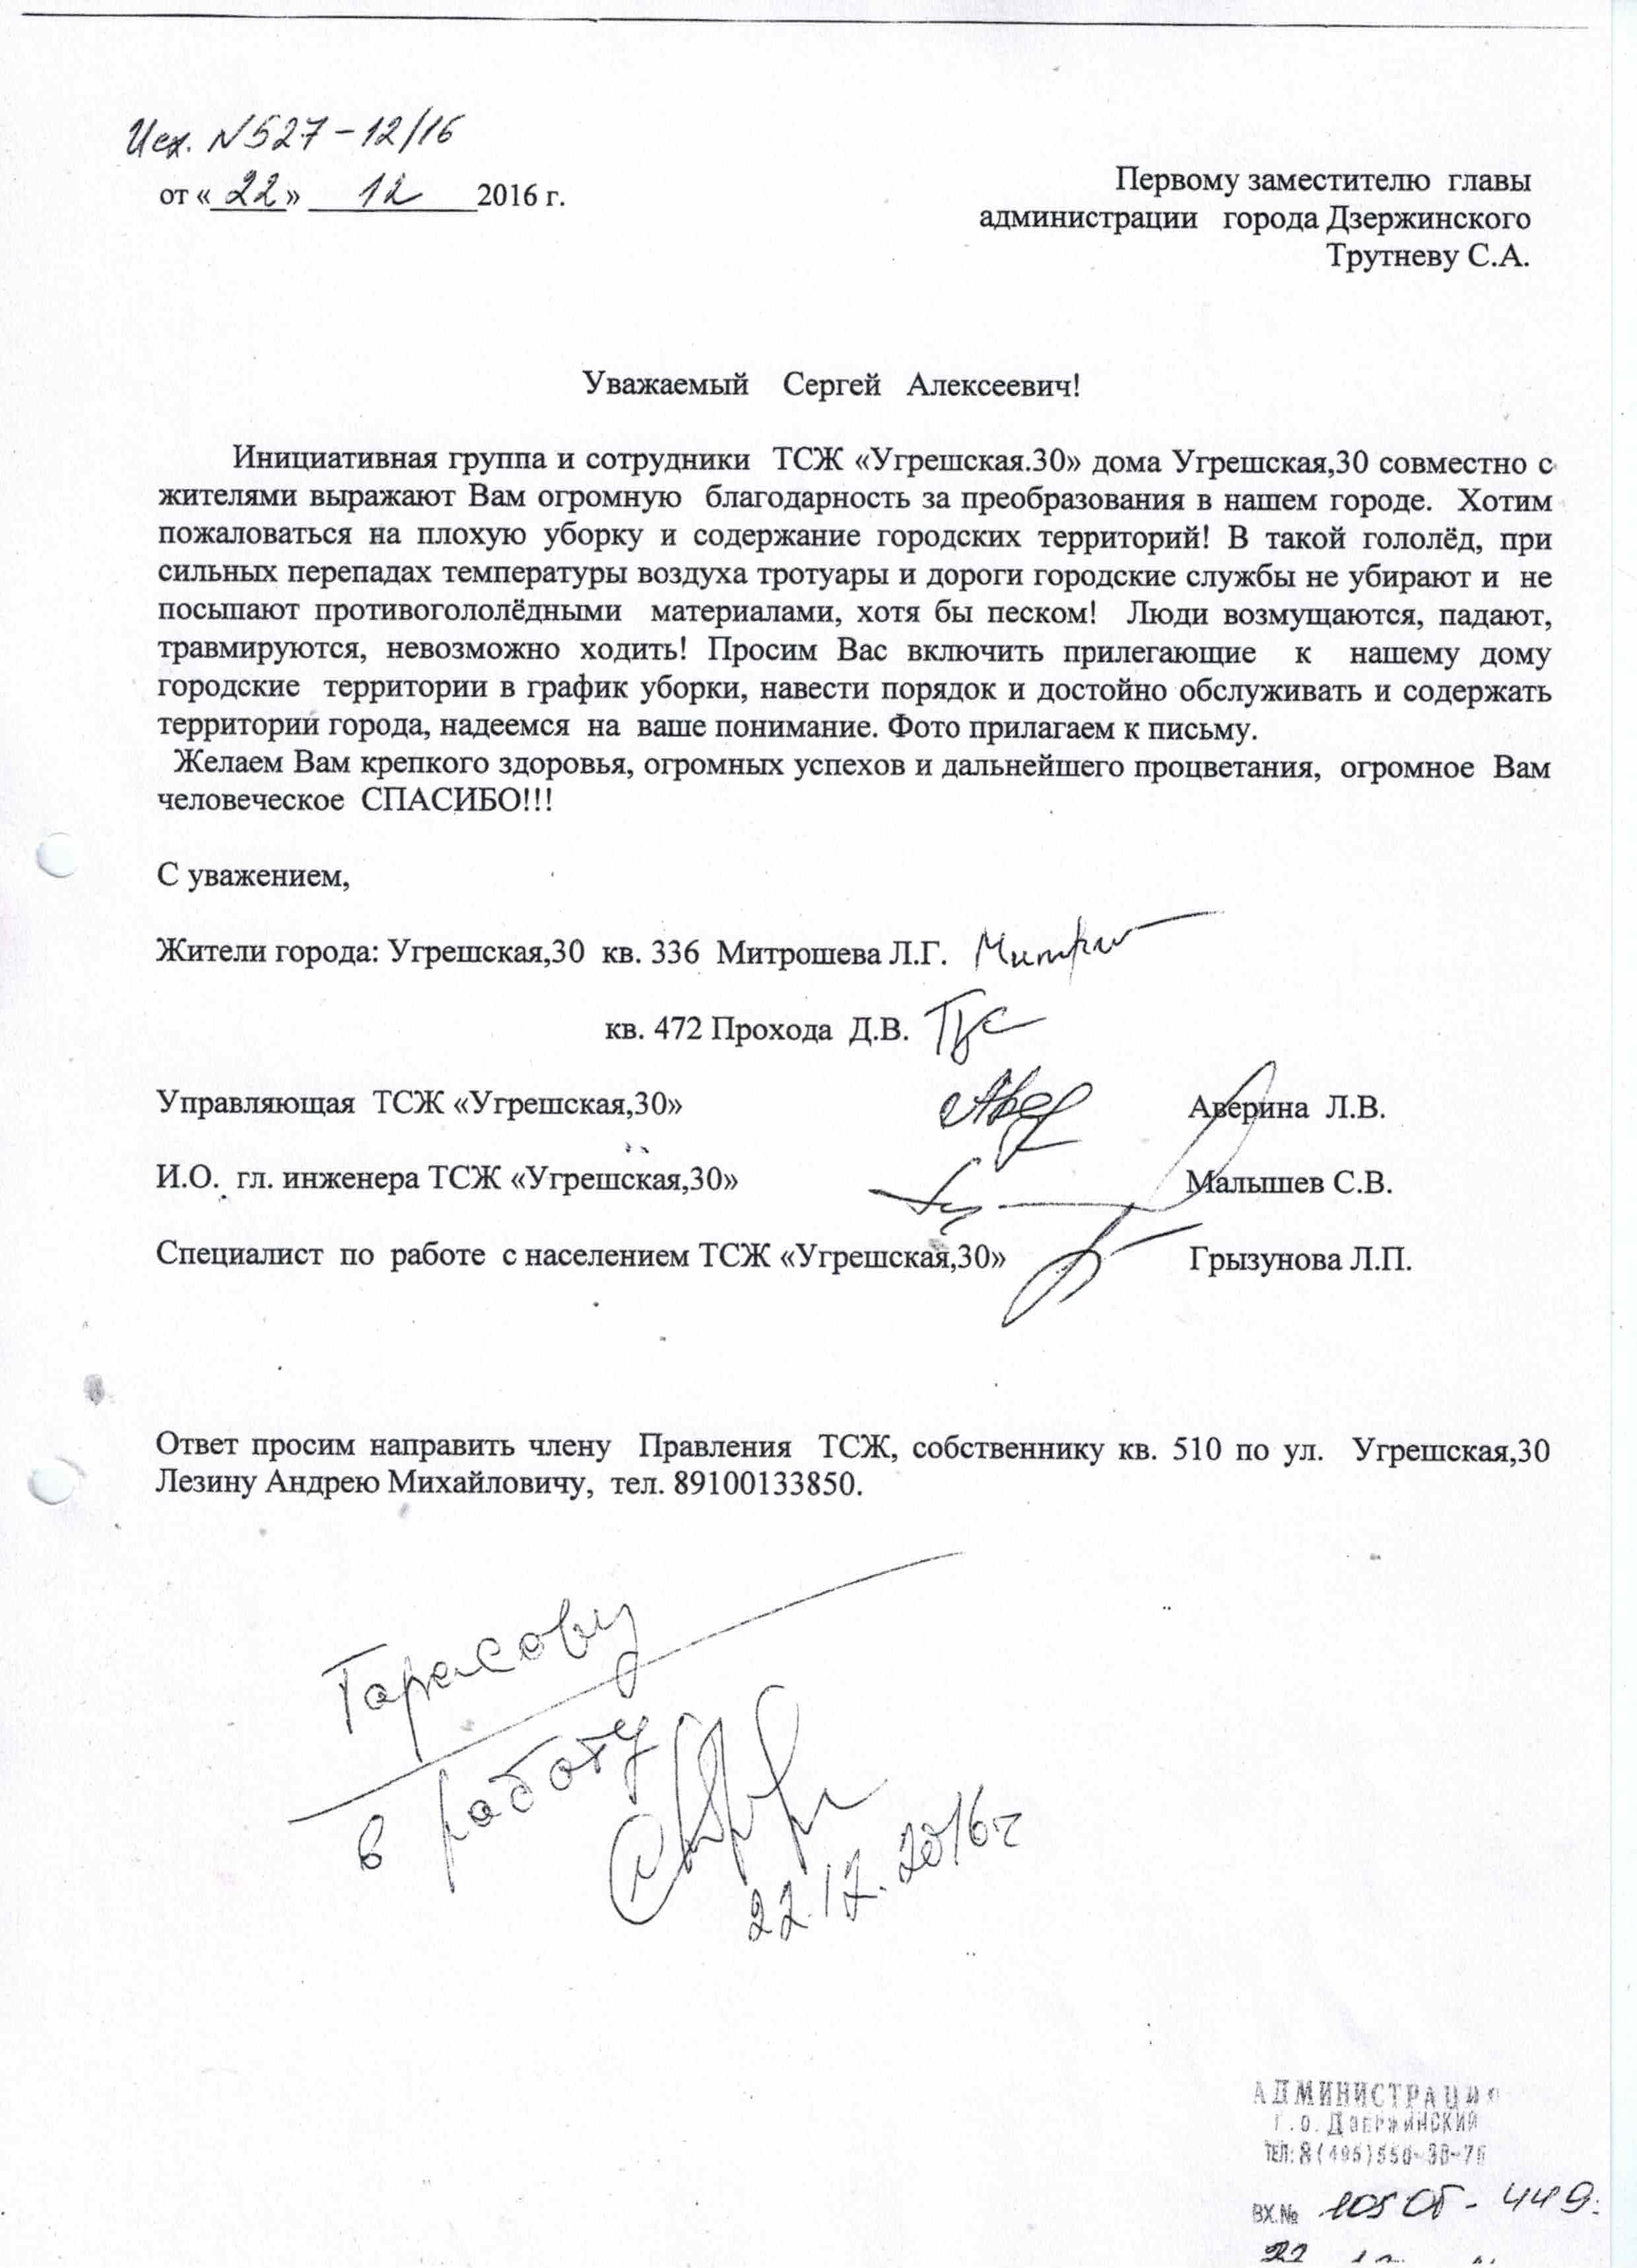 Исх. №527-12/16
от «22» 12 2016 г.
Первому заместителю главы
администрации города Дзержинского
Трутневу С.А.
Уважаемый Сергей Алексеевич!
Инициативная группа и сотрудники ТСЖ «Угрешская.30» дома Угрешская,30 совместно с
жителями выражают Вам огромную благодарность за преобразования в нашем городе. Хотим
пожаловаться на плохую уборку и содержание городских территорий! В такой гололёд, при
сильных перепадах температуры воздуха тротуары и дороги городские службы не убирают и не
посыпают противогололёдными материалами, хотя бы песком! Люди возмущаются, падают,
травмируются, невозможно ходить! Просим Вас включить прилегающие к нашему дому
городские территории в график уборки, навести порядок и достойно обслуживать и содержать
территории города, надеемся на ваше понимание. Фото прилагаем к письму.
Желаем Вам крепкого здоровья, огромных успехов и дальнейшего процветания, огромное Вам
человеческое СПАСИБО!!!
С уважением,
Жители города: Угрешская,30 кв. 336 Митрошева Л.Г.
кв. 472 Прохода Д.В.
Управляющая ТСЖ «Угрешская,30» Аверина Л.В.
И.О. гл. инженера ТСЖ «Угрешская,30» Малышев С.В.
Специалист по работе с населением ТСЖ «Угрешская,30» Грызунова Л.П.
Ответ просим направить члену Правления ТСЖ, собственнику кв. 510 по ул. Угрешская,30
Лезину Андрею Михайловичу, тел. 89100133850.
Тарасову
в работу
22.12.2016г
АДМИНИСТРАЦИЯ
Г.О. ДЗЕРЖИНСКИЙ
ТЕЛ: 8(495)550-38-76
ВХ.№ 105 ОГ - 449